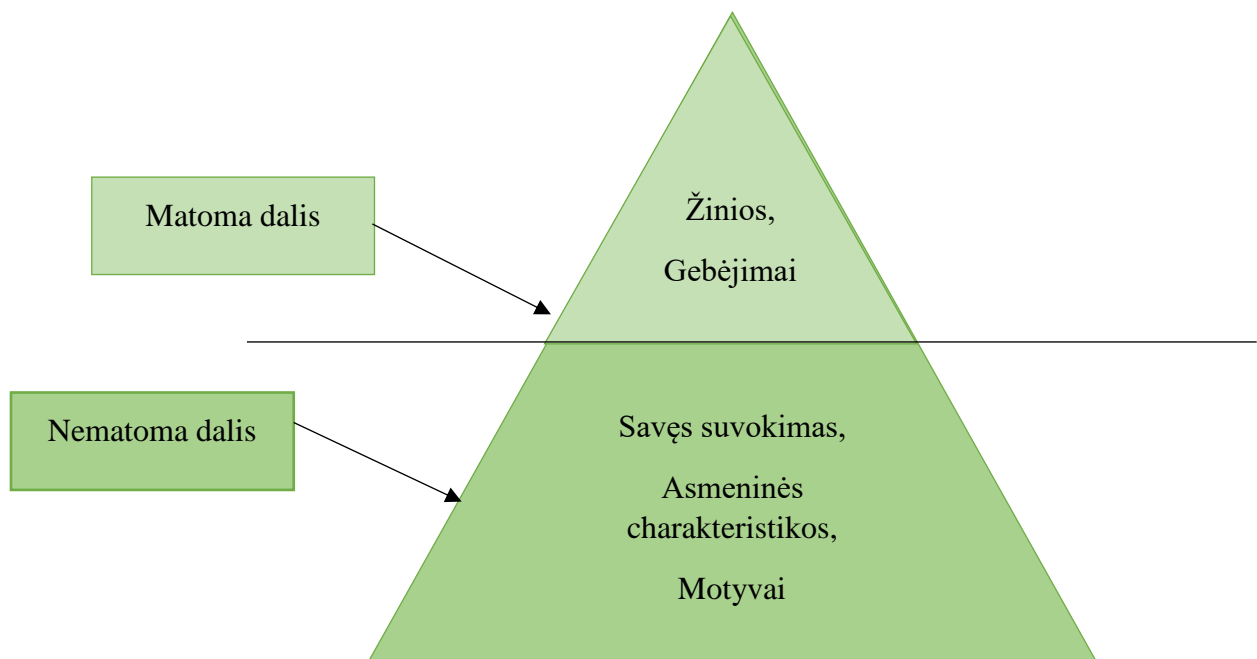 Matoma dalis
Žinios,
Gebėjimai
Nematoma dalis
Savęs suvokimas,
Asmeninės
charakteristikos,
Motyvai